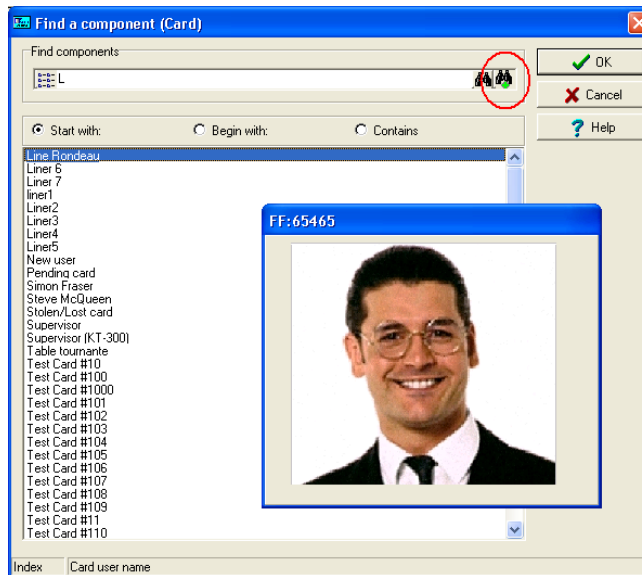 Find a component (Card)
Find components
L
OK
Cancel
Help
Start with:
Begin with:
Contains
Line Rondeau
Liner 6
Liner 7
liner1
Liner2
Liner3
Liner4
Liner5
New user
Pending card
Simon Fraser
Steve McQueen
Stolen/Lost card
Supervisor
Supervisor (KT-300)
Table tournante
Test Card #10
Test Card #100
Test Card #1000
Test Card #101
Test Card #102
Test Card #103
Test Card #104
Test Card #105
Test Card #106
Test Card #107
Test Card #108
Test Card #109
Test Card #11
Test Card #110
FF:65465
Index
Card user name